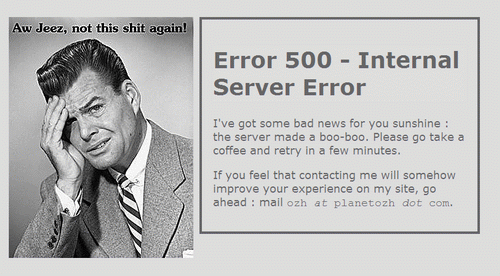 Aw Jeez, not this shit again!
Error 500 - Internal
Server Error
I've got some bad news for you sunshine :
the server made a boo-boo. Please go take a
coffee and retry in a few minutes.
If you feel that contacting me will somehow
improve your experience on my site, go
ahead : mail ozh at planetozh dot com.